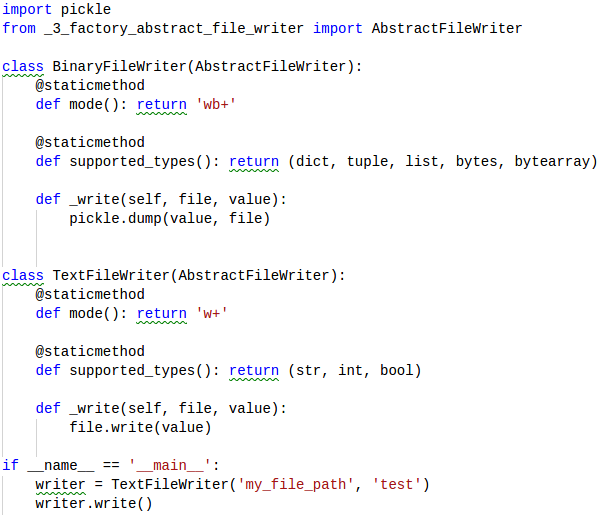 import pickle
from _3_factory_abstract_file_writer import AbstractFileWriter

class BinaryFileWriter(AbstractFileWriter):
    @staticmethod
    def mode(): return 'wb+'

    @staticmethod
    def supported_types(): return (dict, tuple, list, bytes, bytearray)

    def _write(self, file, value):
        pickle.dump(value, file)


class TextFileWriter(AbstractFileWriter):
    @staticmethod
    def mode(): return 'w+'

    @staticmethod
    def supported_types(): return (str, int, bool)

    def _write(self, file, value):
        file.write(value)

if __name__ == '__main__':
    writer = TextFileWriter('my_file_path', 'test')
    writer.write()